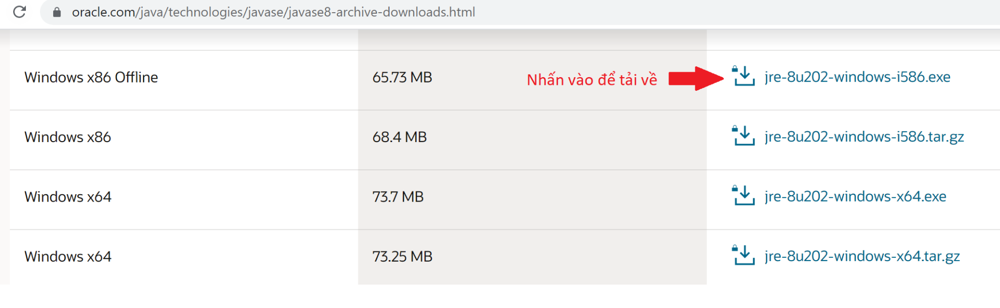 oracle.com/java/technologies/javase/javase8-archive-downloads.html
Windows x86 Offline 65.73 MB Nhấn vào để tải về jre-8u202-windows-i586.exe
Windows x86 68.4 MB jre-8u202-windows-i586.tar.gz
Windows x64 73.7 MB jre-8u202-windows-x64.exe
Windows x64 73.25 MB jre-8u202-windows-x64.tar.gz